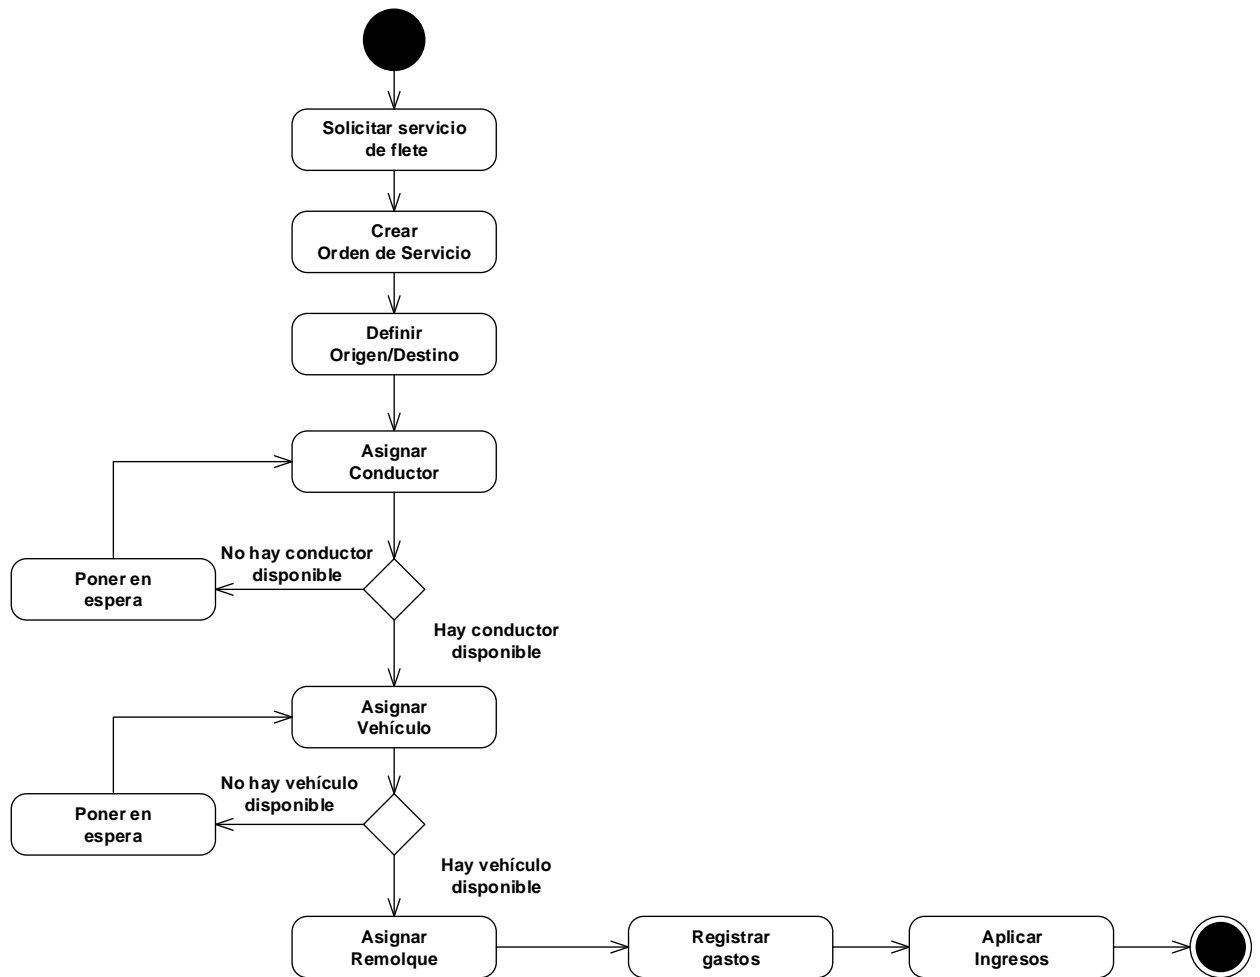 Solicitar servicio
de flete
Crear
Orden de Servicio
Definir
Origen/Destino
Asignar
Conductor
No hay conductor
disponible
Poner en
espera
Hay conductor
disponible
Asignar
Vehículo
No hay vehículo
disponible
Poner en
espera
Hay vehículo
disponible
Asignar
Remolque
Registrar
gastos
Aplicar
Ingresos